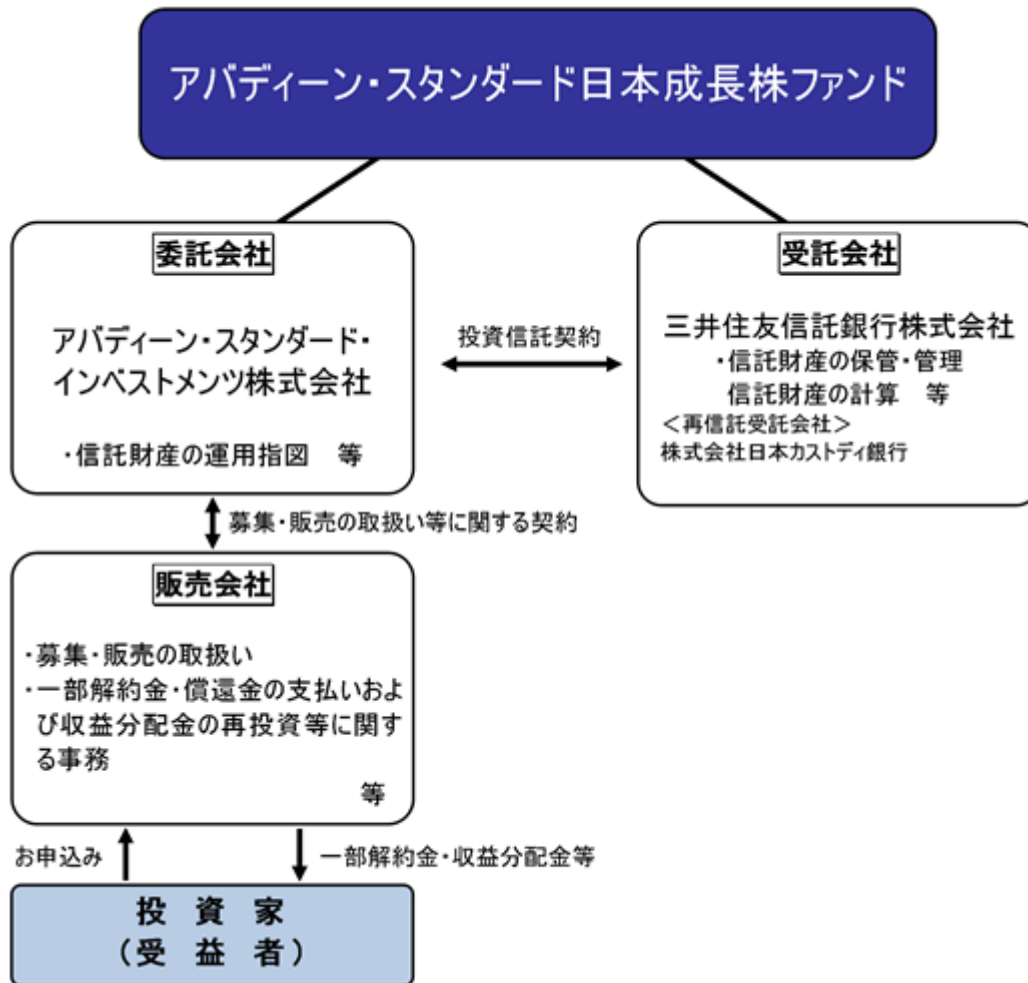 アバディーン・スタンダード日本成長株ファンド
委託会社
アバディーン・スタンダード・
インベストメンツ株式会社
・信託財産の運用指図　等
投資信託契約
受託会社
三井住友信託銀行株式会社
・信託財産の保管・管理
信託財産の計算　等
＜再信託受託会社＞
株式会社日本カストディ銀行
募集・販売の取扱い等に関する契約
販売会社
・募集・販売の取扱い
・一部解約金・償還金の支払いおよ
び収益分配金の再投資等に関す
る事務
等
お申込み
一部解約金・収益分配金等
投　資　家
（受　益　者）